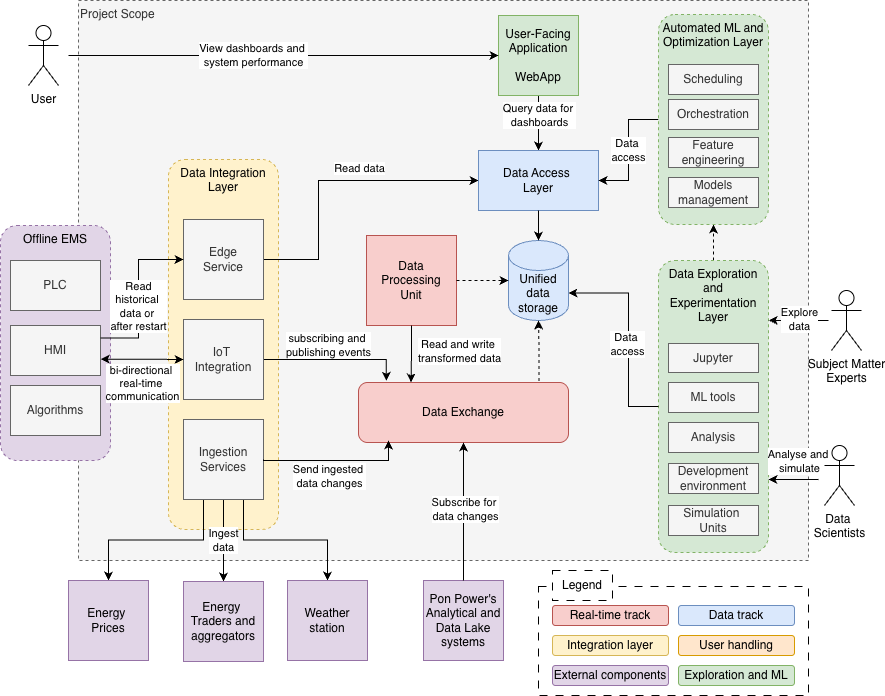 Project Scope
User
View dashboards and
system performance
User-Facing
Application
WebApp
Query data for
dashboards
Automated ML and
Optimization Layer
Scheduling
Orchestration
Feature
engineering
Models
management
Data
access
Data Access
Layer
Read data
Data Integration
Layer
Edge
Service
IoT
Integration
Ingestion
Services
Offline EMS
PLC
HMI
Algorithms
Read
historical
data or
after restart
bi-directional
real-time
communication
Data
Processing
Unit
Unified
data
storage
subscribing and
publishing events
Read and write
transformed data
Data Exchange
Send ingested
data changes
Subscribe for
data changes
Data
access
Data Exploration
and
Experimentation
Layer
Jupyter
ML tools
Analysis
Development
environment
Simulation
Units
Explore
data
Subject Matter
Experts
Analyse and
simulate
Data
Scientists
Ingest
data
Energy
Prices
Energy
Traders and
aggregators
Weather
station
Pon Power's
Analytical and
Data Lake
systems
Legend
Real-time track
Data track
Integration layer
User handling
External components
Exploration and ML